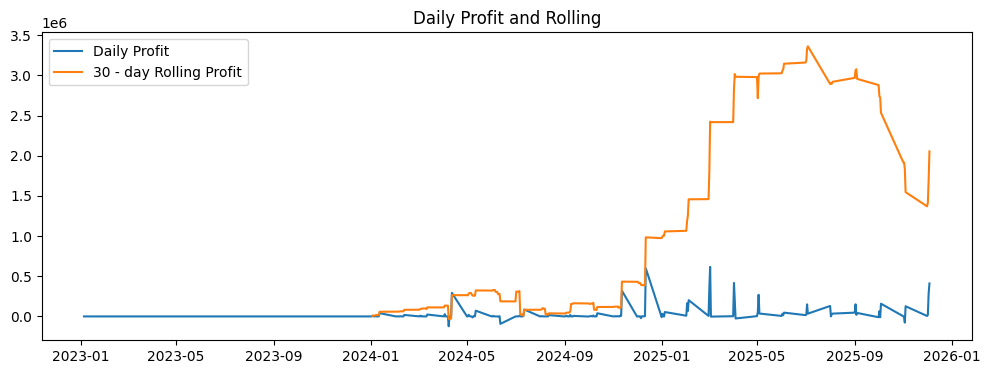 Daily Profit and Rolling
1e6
Daily Profit
30 - day Rolling Profit
3.5
3.0
2.5
2.0
1.5
1.0
0.5
0.0
2023-01 2023-05 2023-09 2024-01 2024-05 2024-09 2025-01 2025-05 2025-09 2026-01